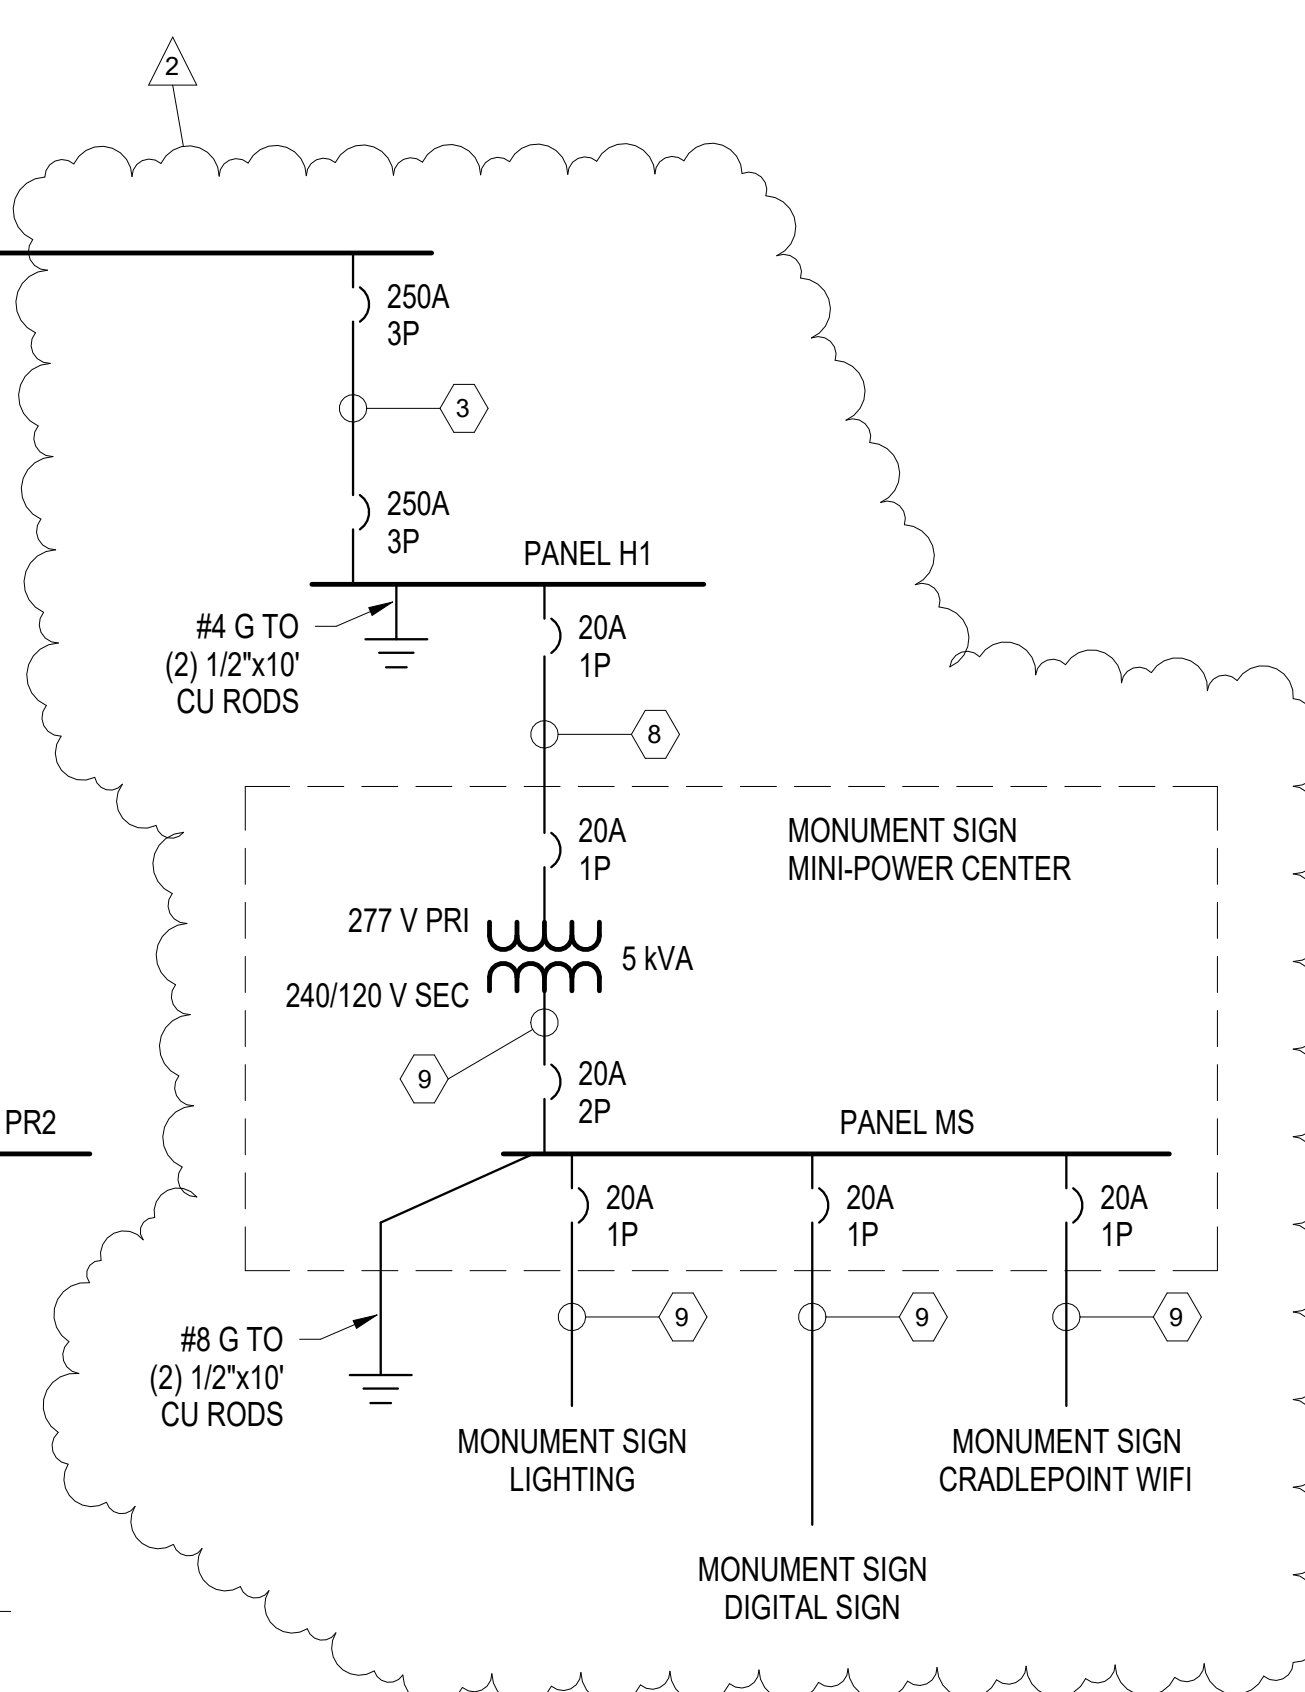 2
250A
3P
3
250A
3P
PANEL H1
#4 G TO
(2) 1/2"x10'
CU RODS
20A
1P
8
MONUMENT SIGN
MINI-POWER CENTER
20A
1P
277 V PRI
5 kVA
240/120 V SEC
9
20A
2P
PR2
PANEL MS
20A
1P
20A
1P
20A
1P
#8 G TO
(2) 1/2"x10'
CU RODS
9
9
9
MONUMENT SIGN
LIGHTING
MONUMENT SIGN
CRADLEPOINT WIFI
MONUMENT SIGN
DIGITAL SIGN